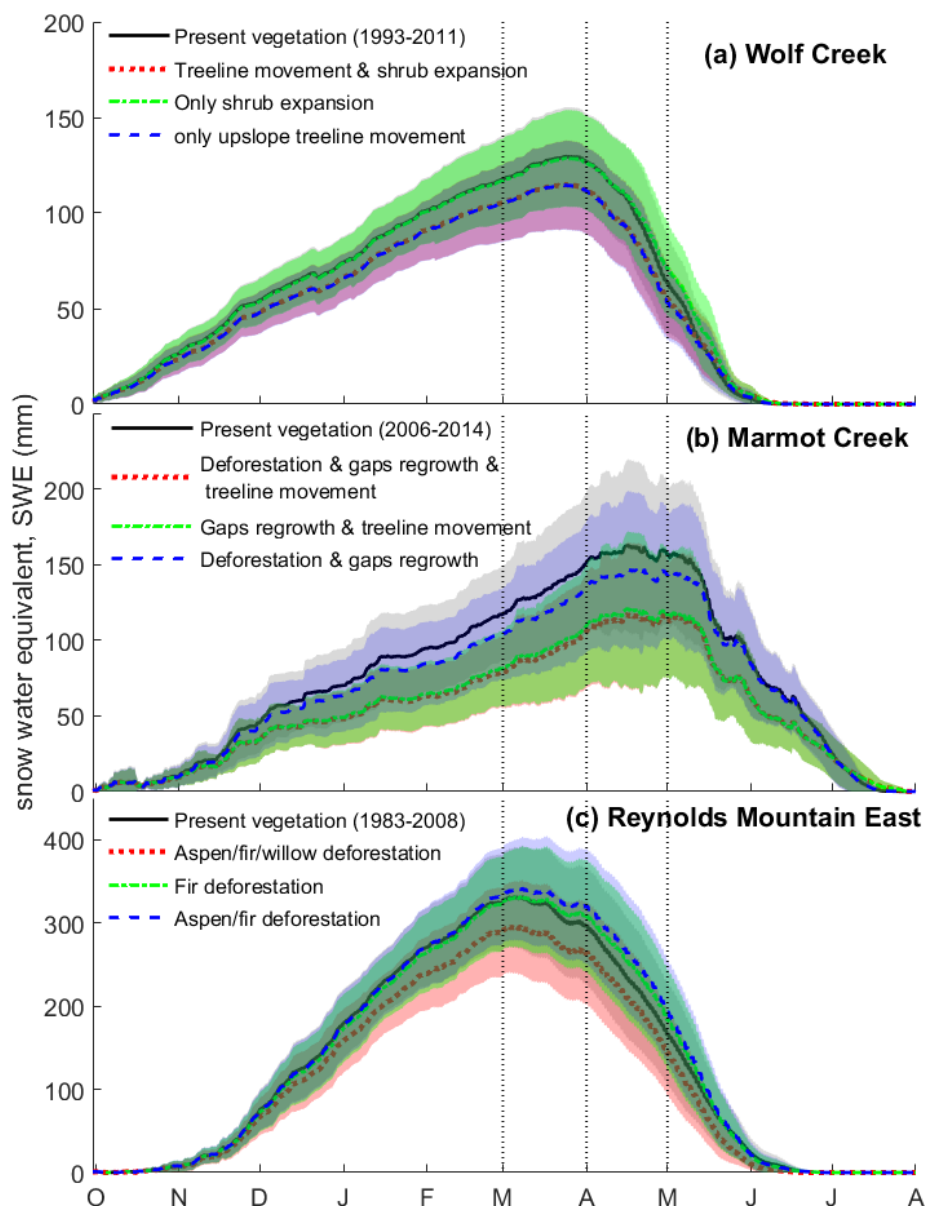 snow water equivalent, SWE (mm)
200
150
100
50
0
Present vegetation (1993-2011)
Treeline movement & shrub expansion
Only shrub expansion
only upslope treeline movement
(a) Wolf Creek
200
150
100
50
0
Present vegetation (2006-2014)
Deforestation & gaps regrowth &
treeline movement
Gaps regrowth & treeline movement
Deforestation & gaps regrowth
(b) Marmot Creek
400
300
200
100
0
Present vegetation (1983-2008)
Aspen/fir/willow deforestation
Fir deforestation
Aspen/fir deforestation
(c) Reynolds Mountain East
O N D J F M A M J J A